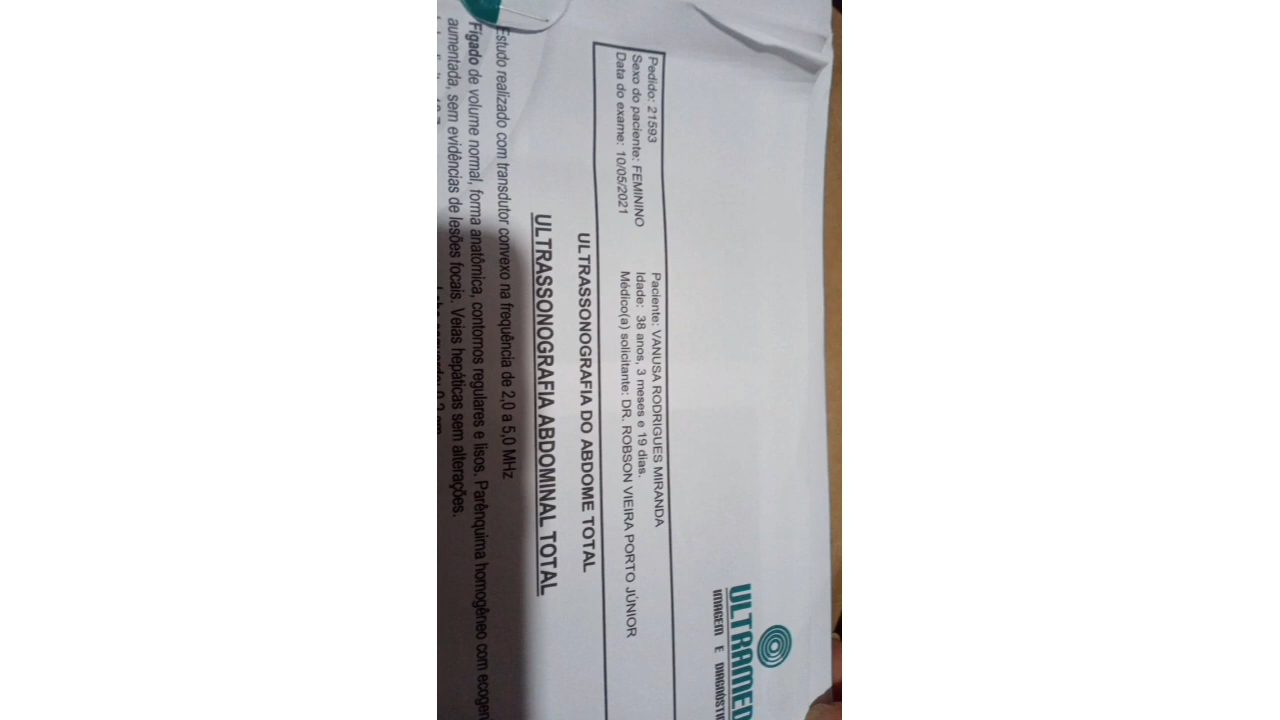 ULTRAMED
IMAGEM E DIAGNÓSTIC
Pedido: 21593
Paciente: VANUSA RODRIGUES MIRANDA
Sexo do paciente: FEMININO
Idade: 38 anos, 3 meses e 19 dias.
Data do exame: 10/05/2021
Médico(a) solicitante: DR. ROBSON VIEIRA PORTO JÚNIOR
ULTRASSONOGRAFIA DO ABDOME TOTAL
ULTRASSONOGRAFIA ABDOMINAL TOTAL
Estudo realizado com transdutor convexo na frequência de 2,0 a 5,0 MHz
Fígado de volume normal, forma anatômica, contornos regulares e lisos. Parênquima homogêneo com ecogen
aumentada, sem evidências de lesões focais. Veias hepáticas sem alterações.